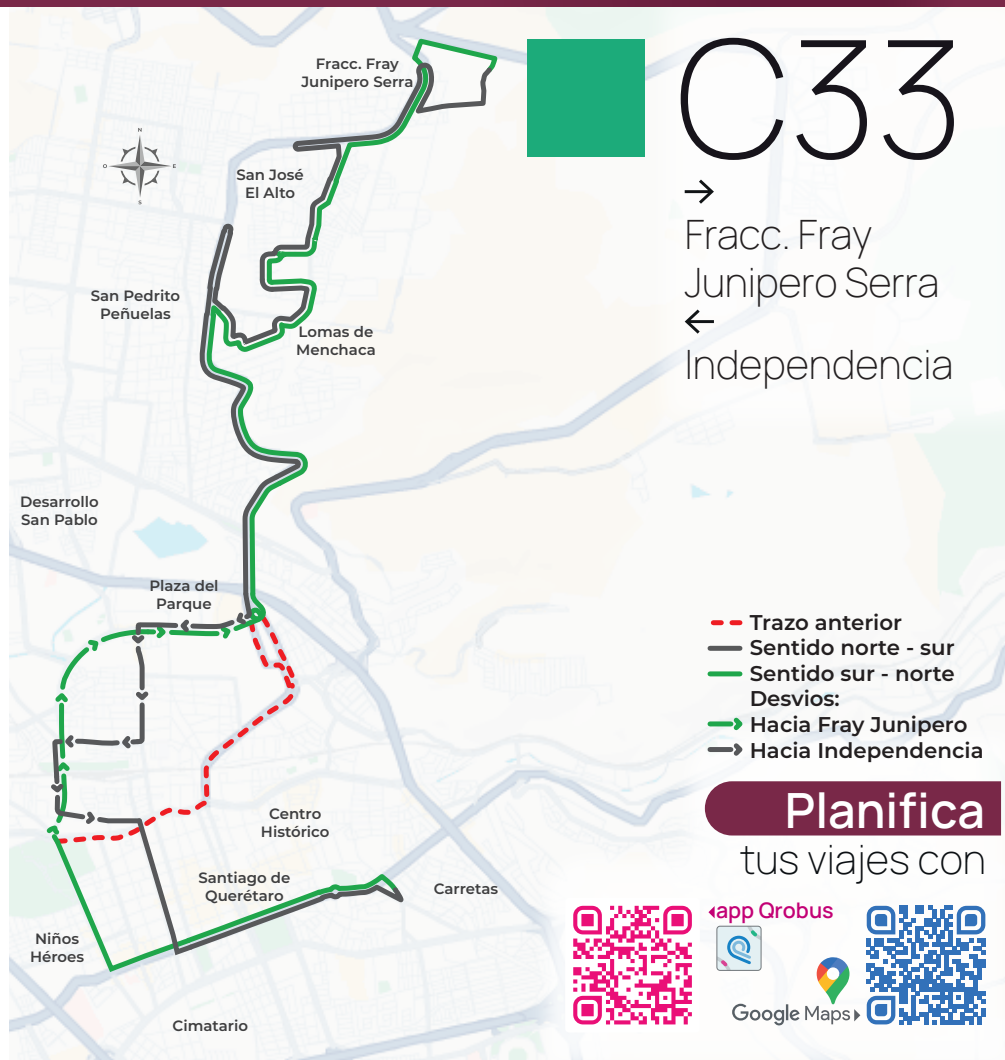 C33
→
Fracc. Fray
Junipero Serra
←
Independencia
Fracc. Fray
Junipero Serra
N
O
E
S
San José
El Alto
San Pedrito
Peñuelas
Lomas de
Menchaca
Desarrollo
San Pablo
Plaza del
Parque
Centro
Histórico
Santiago de
Querétaro
Carretas
Niños
Héroes
Cimatario
Trazo anterior
Sentido norte - sur
Sentido sur - norte
Desvios:
Hacia Fray Junipero
Hacia Independencia
Planifica
tus viajes con
app Qrobus
Google Maps